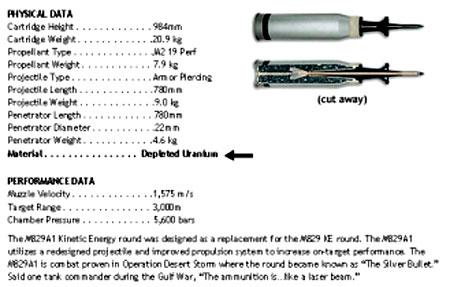 PHYSICAL DATA
Cartridge Height . . . . . . . . . . . . .984mm
Cartridge Weight . . . . . . . . . . . . .20.9 kg
Propellant Type . . . . . . . . . . . . . .JA2 19 Perf
Propellant Weight . . . . . . . . . . . . 7.9 kg
Projectile Type . . . . . . . . . . . . . . Armor Piercing
Projectile Length . . . . . . . . . . . . .780mm
Projectile Weight . . . . . . . . . . . . .9.0 kg
Penetrator Length . . . . . . . . . . . .780mm
Penetrator Diameter . . . . . . . . . .22mm
Penetrator Weight . . . . . . . . . . . .4.6 kg
Material . . . . . . . . . . . . . . . . Depleted Uranium
(cut away)
PERFORMANCE DATA
Muzzle Velocity . . . . . . . . . . . . . .1,575 m/s
Target Range . . . . . . . . . . . . . . . .3,000m
Chamber Pressure . . . . . . . . . . . . 5,600 bars
The M829A1 Kinetic Energy round was designed as a replacement for the M829 KE round. The M829A1
utilizes a redesigned projectile and improved propulsion system to increase on-target performance. The
M829A1 is combat proven in Operation Desert Storm where the round became known as "The Silver Bullet."
Said one tank commander during the Gulf War, "The ammunition is...like a laser beam."